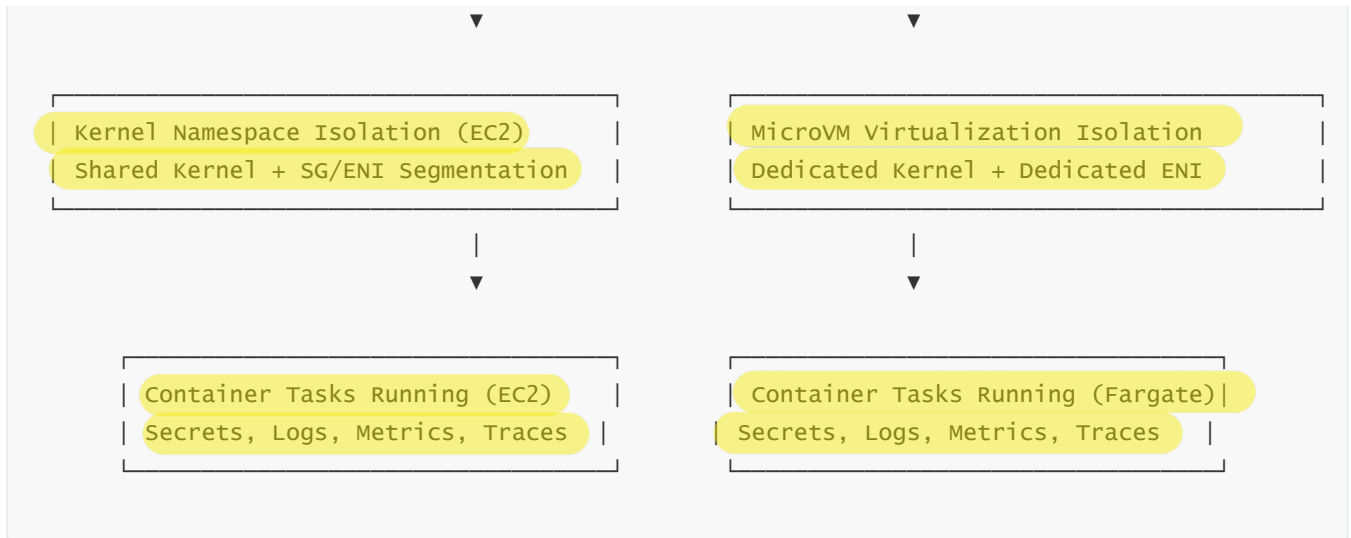 Kernel Namespace Isolation (EC2)
Shared Kernel + SG/ENI Segmentation
MicroVM Virtualization Isolation
Dedicated Kernel + Dedicated ENI
Container Tasks Running (EC2)
Secrets, Logs, Metrics, Traces
Container Tasks Running (Fargate)
Secrets, Logs, Metrics, Traces